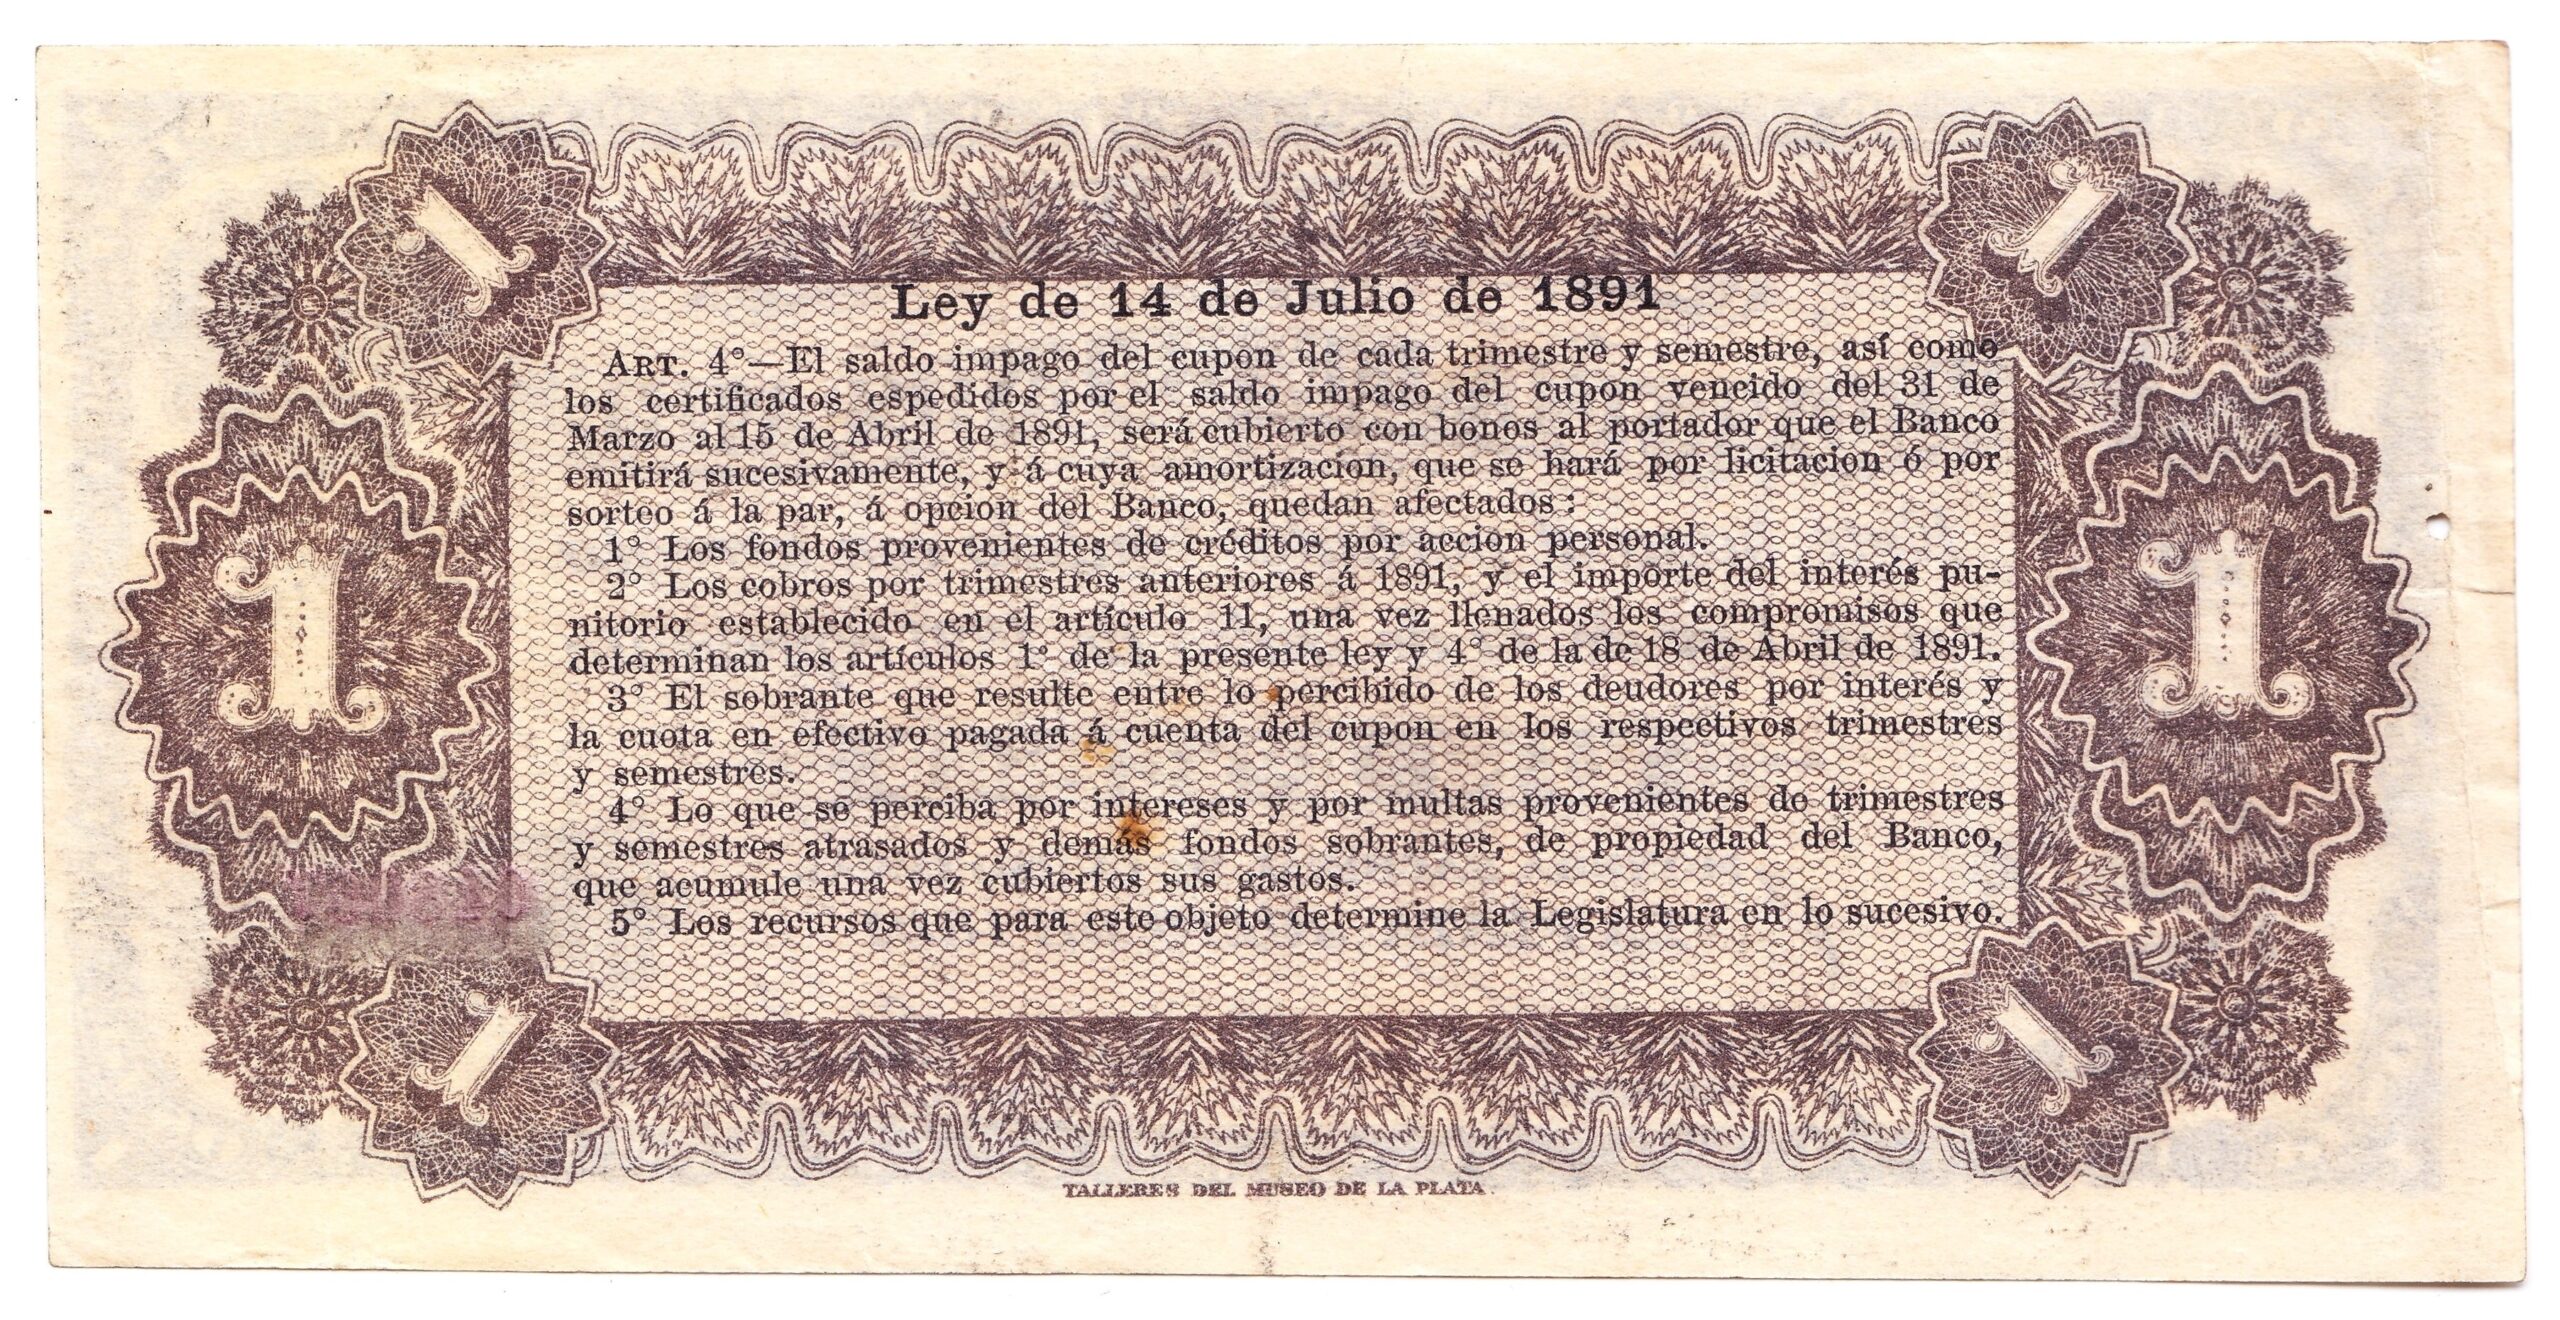 1 1
Ley de 14 de Julio de 1891
ART. 4°—El saldo impago del cupon de cada trimestre y semestre, así como
los certificados espedidos por el saldo impago del cupon vencido del 31 de
Marzo al 15 de Abril de 1891, será cubierto con bonos al portador que el Banco
emitirá sucesivamente, y á cuya amortizacion, que se hará por licitacion ó por
sorteo á la par, á opcion del Banco, quedan afectados:
1° Los fondos provenientes de créditos por accion personal.
2° Los cobros por trimestres anteriores á 1891, y el importe del interés pu-
nitorio establecido en el artículo 11, una vez llenados los compromisos que
determinan los artículos 1° de la presente ley y 4° de la de 18 de Abril de 1891.
3° El sobrante que resulte entre lo percibido de los deudores por interés y
la cuota en efectivo pagada á cuenta del cupon en los respectivos trimestres
y semestres.
4° Lo que se perciba por intereses y por multas provenientes de trimestres
y semestres atrasados y demás fondos sobrantes, de propiedad del Banco,
que acumule una vez cubiertos sus gastos.
5° Los recursos que para este objeto determine la Legislatura en lo sucesivo.
1 1
1 1
TALLERES DEL MUSEO DE LA PLATA.